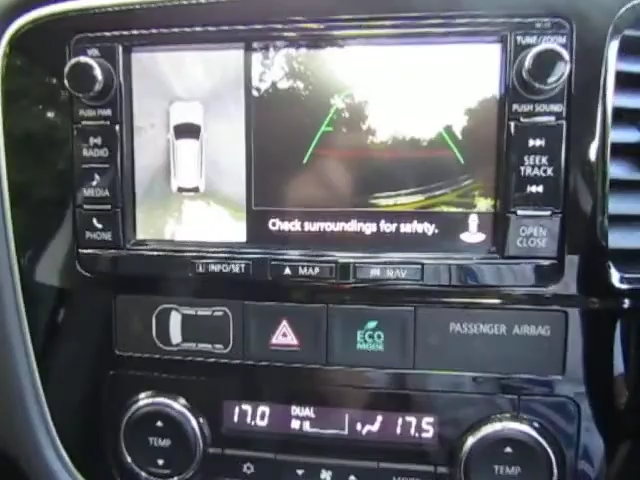 VOL
TUNE/ZOOM
PUSH PWR
PUSH SOUND
RADIO
MEDIA
PHONE
SEEK
TRACK
OPEN
CLOSE
Check surroundings for safety.
INFO/SET
MAP
NAV
ECO
MODE
PASSENGER AIRBAG
17.0
DUAL
17.5
TEMP
TEMP